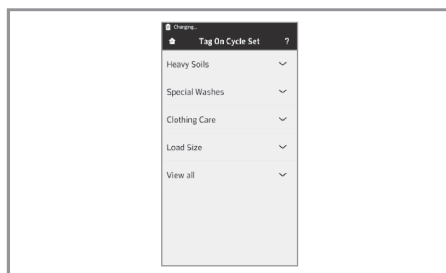 Charging...
Tag On Cycle Set ?
Heavy Soils
Special Washes
Clothing Care
Load Size
View all